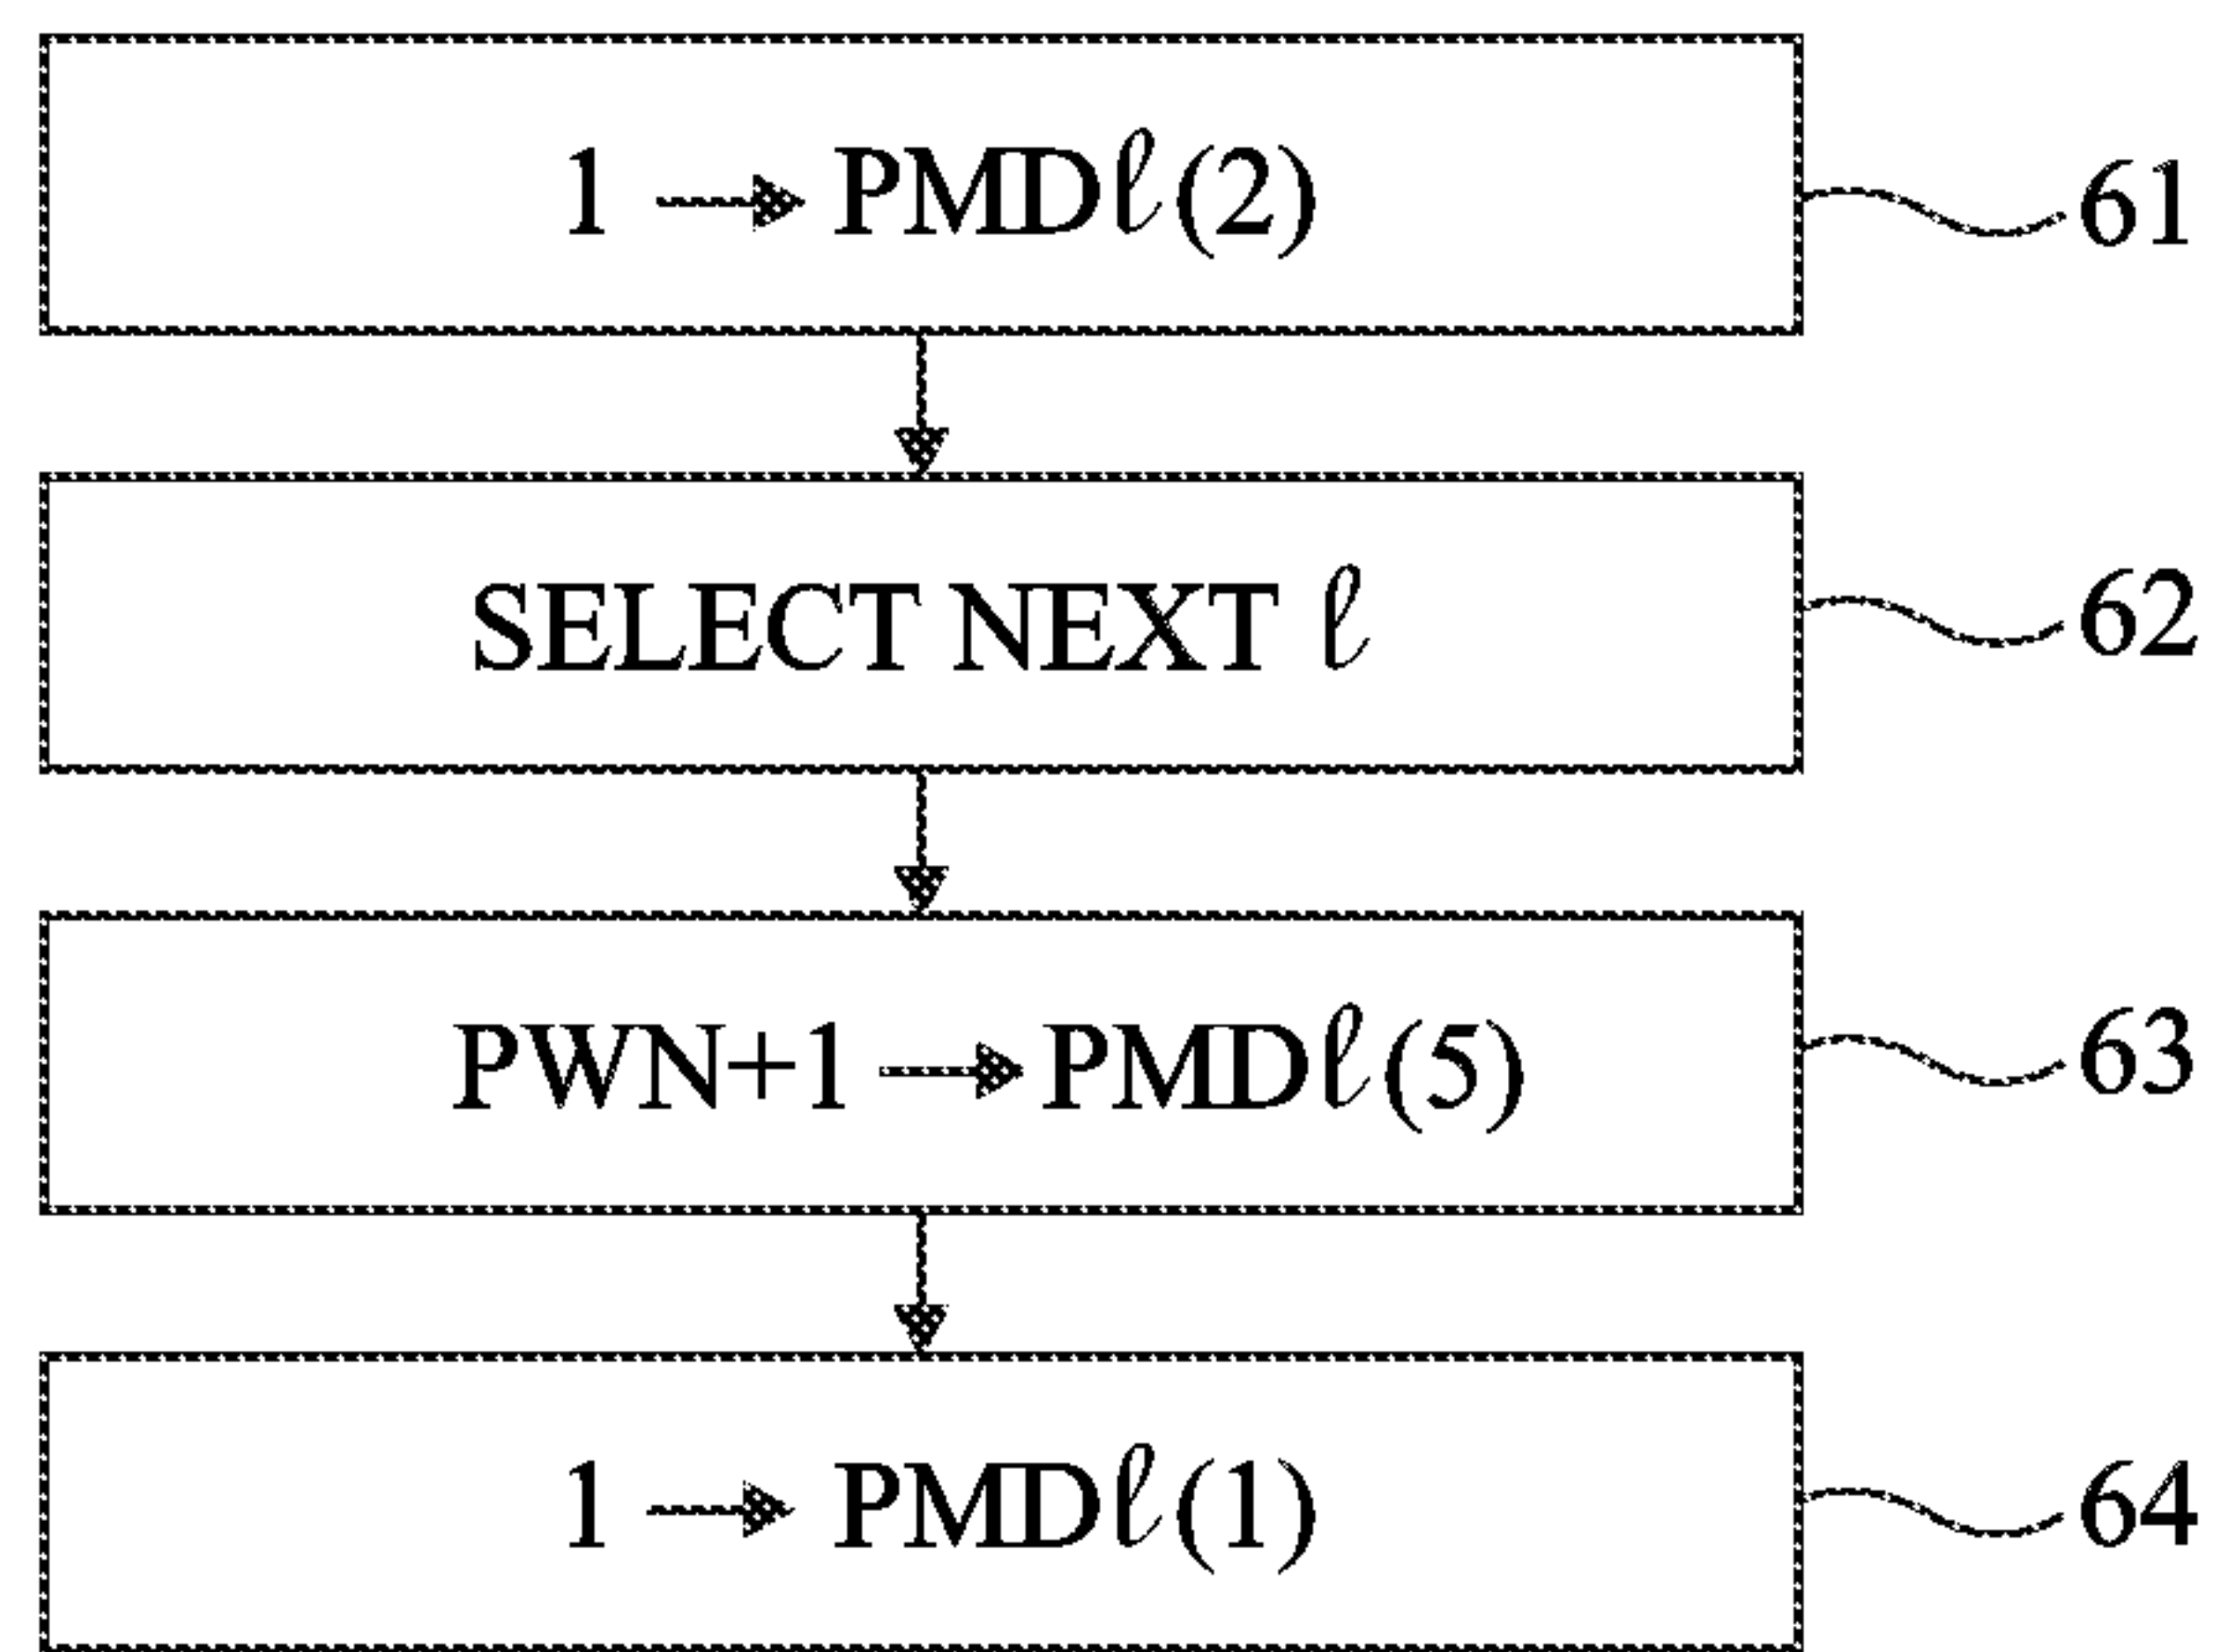 1 → PMDℓ(2) 61
SELECT NEXT ℓ 62
PWN+1 → PMDℓ(5) 63
1 → PMDℓ(1) 64